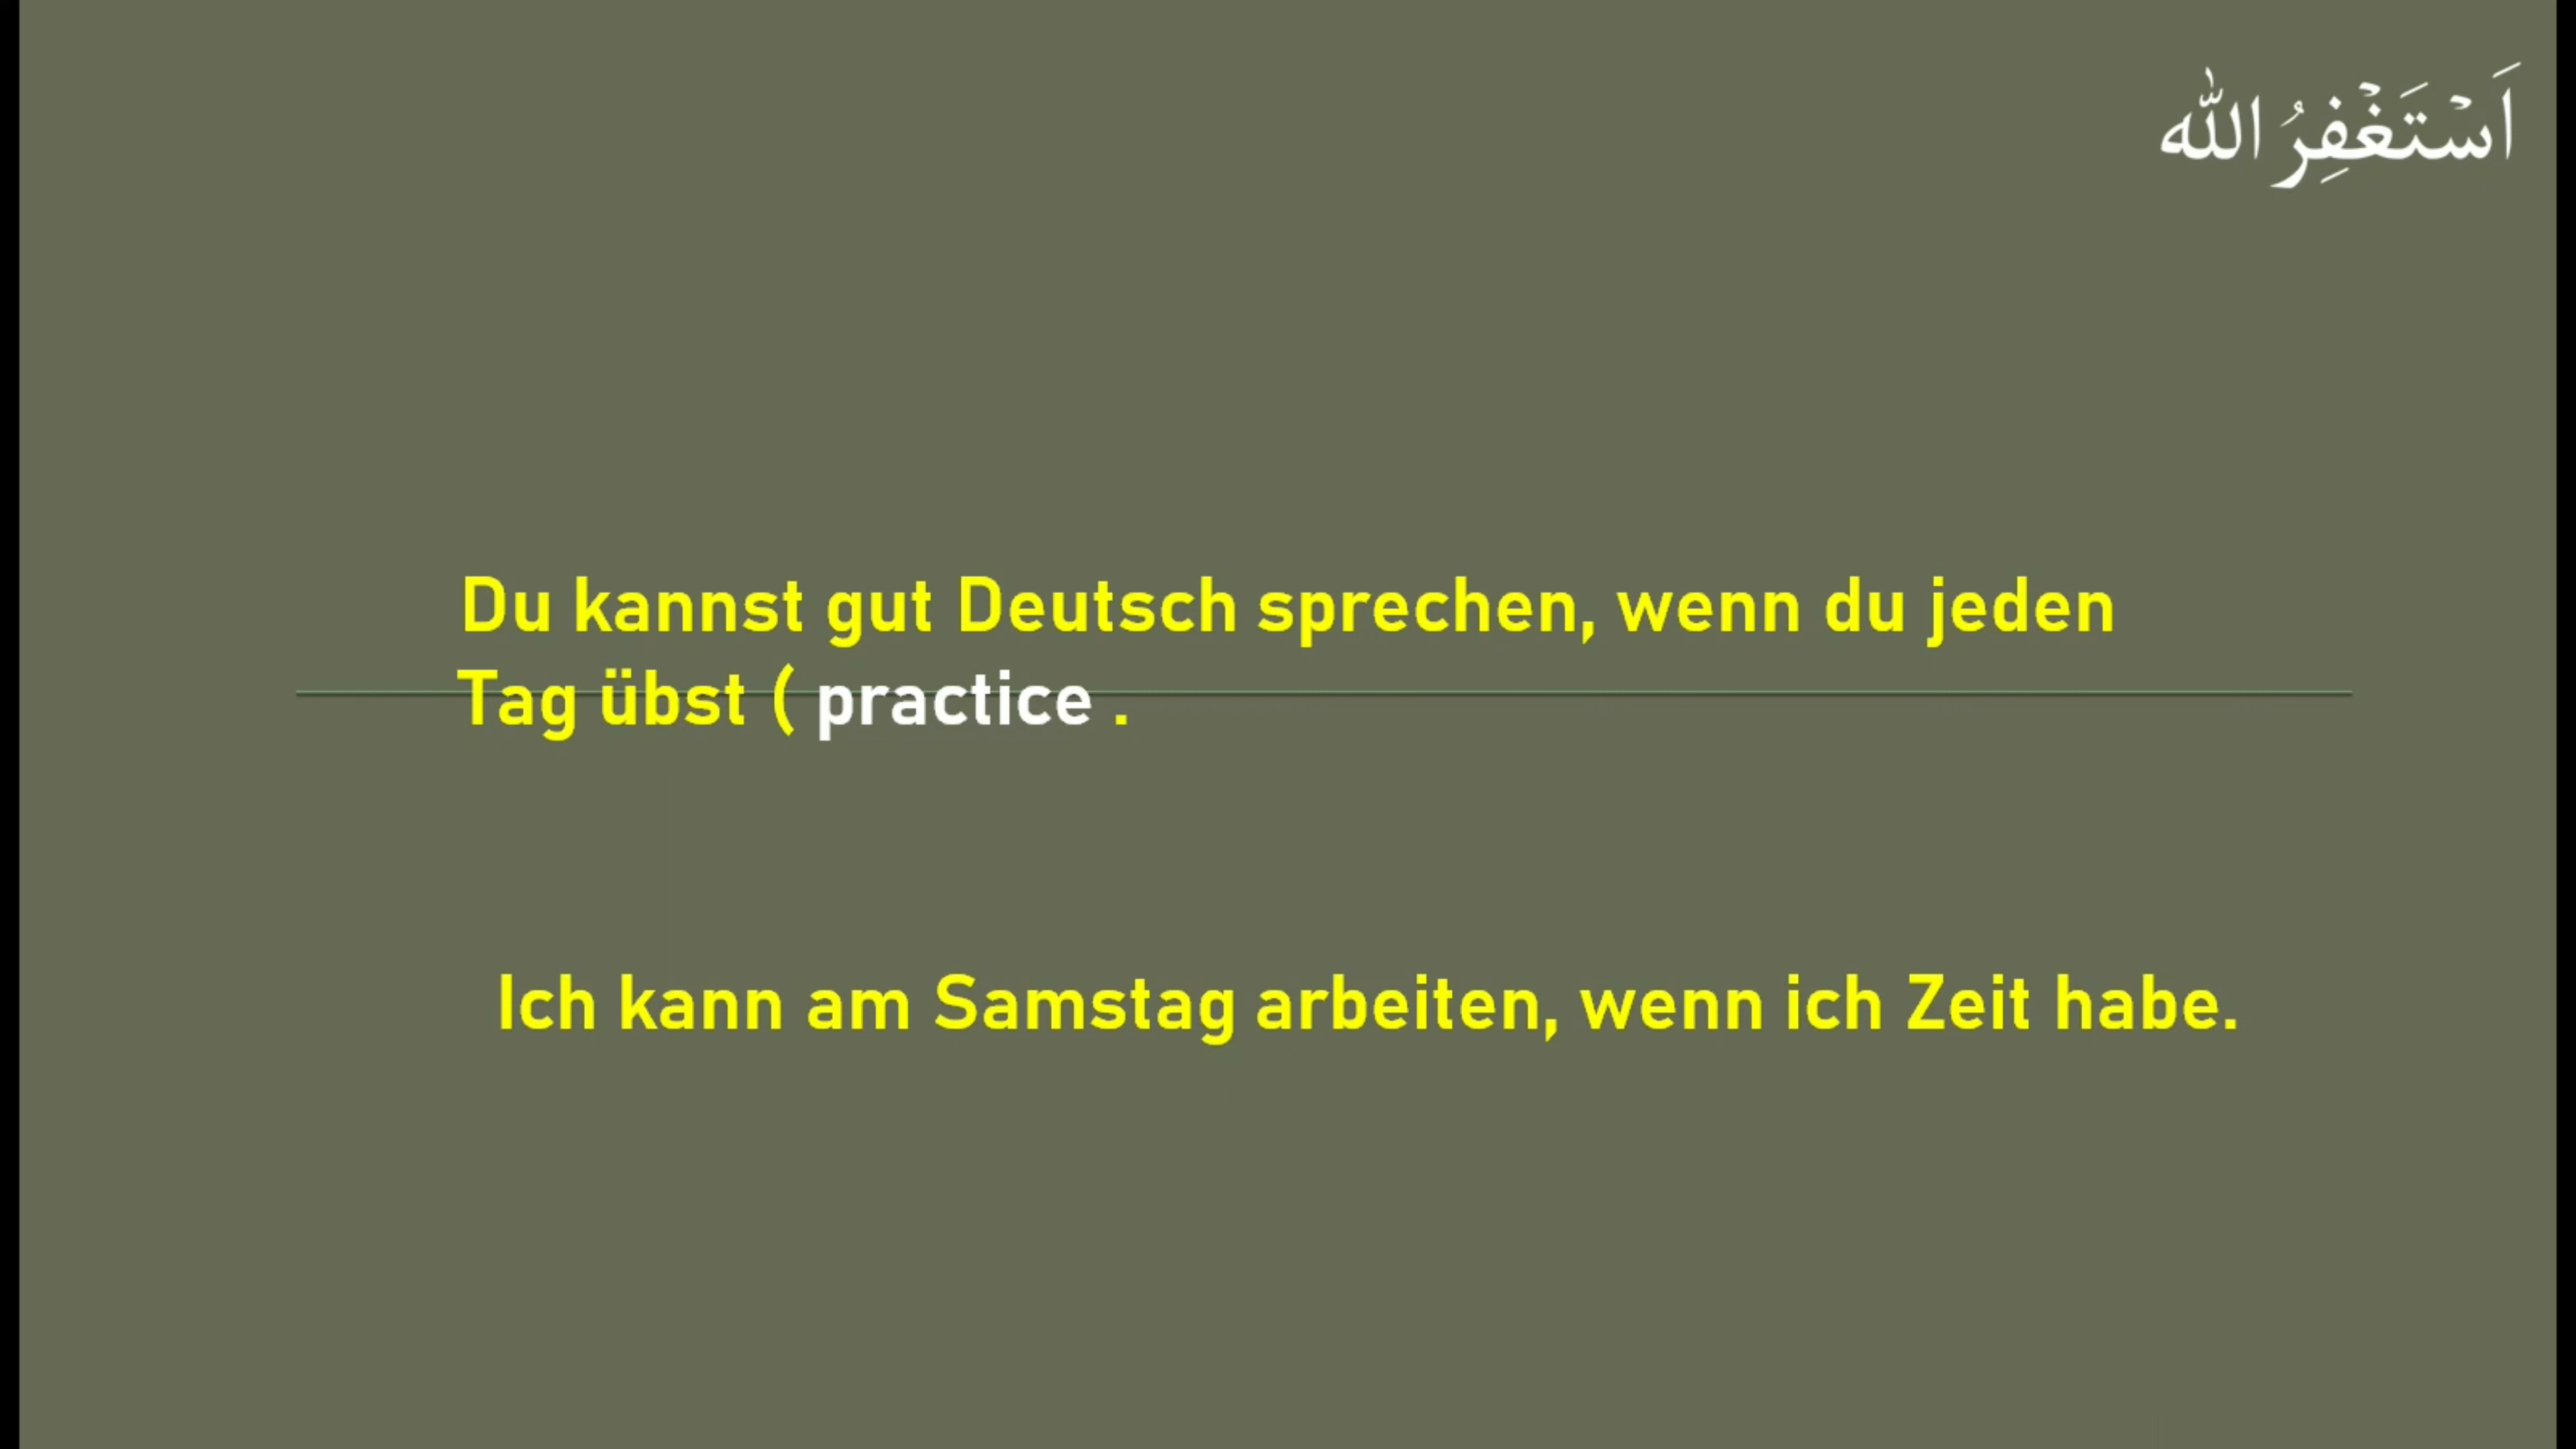 اَسْتَغْفِرُ اللّٰه
Du kannst gut Deutsch sprechen, wenn du jeden
Tag übst ( practice .
Ich kann am Samstag arbeiten, wenn ich Zeit habe.